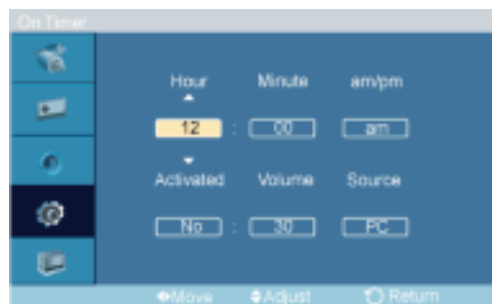 On Timer
Hour Minute am/pm
12 : 00 am
Activated Volume Source
No : 30 PC
Move Adjust Return